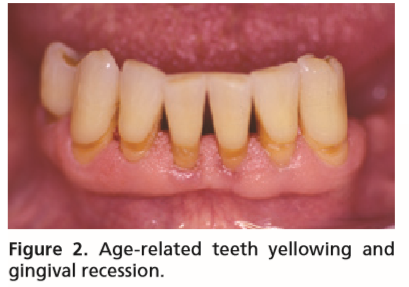 Figure 2. Age-related teeth yellowing and
gingival recession.